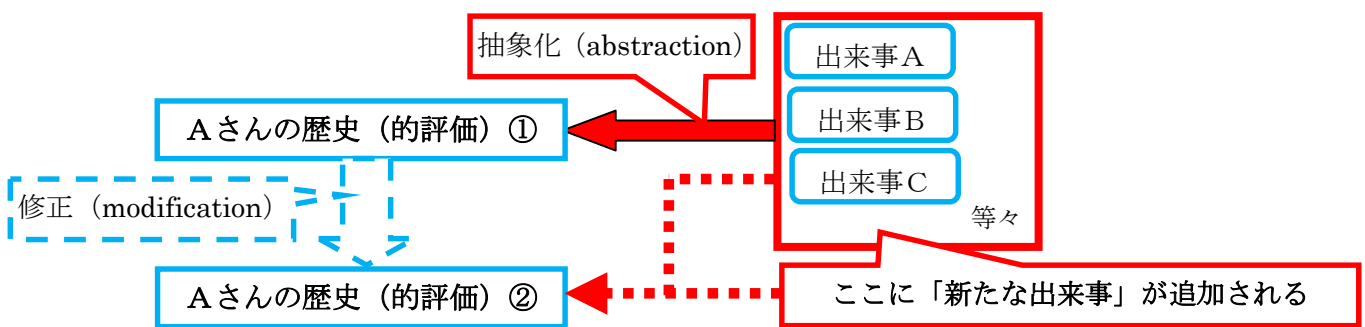 抽象化（abstraction）
出来事Ａ
出来事Ｂ
出来事Ｃ
等々
Ａさんの歴史（的評価）①
修正（modification）
Ａさんの歴史（的評価）②
ここに「新たな出来事」が追加される